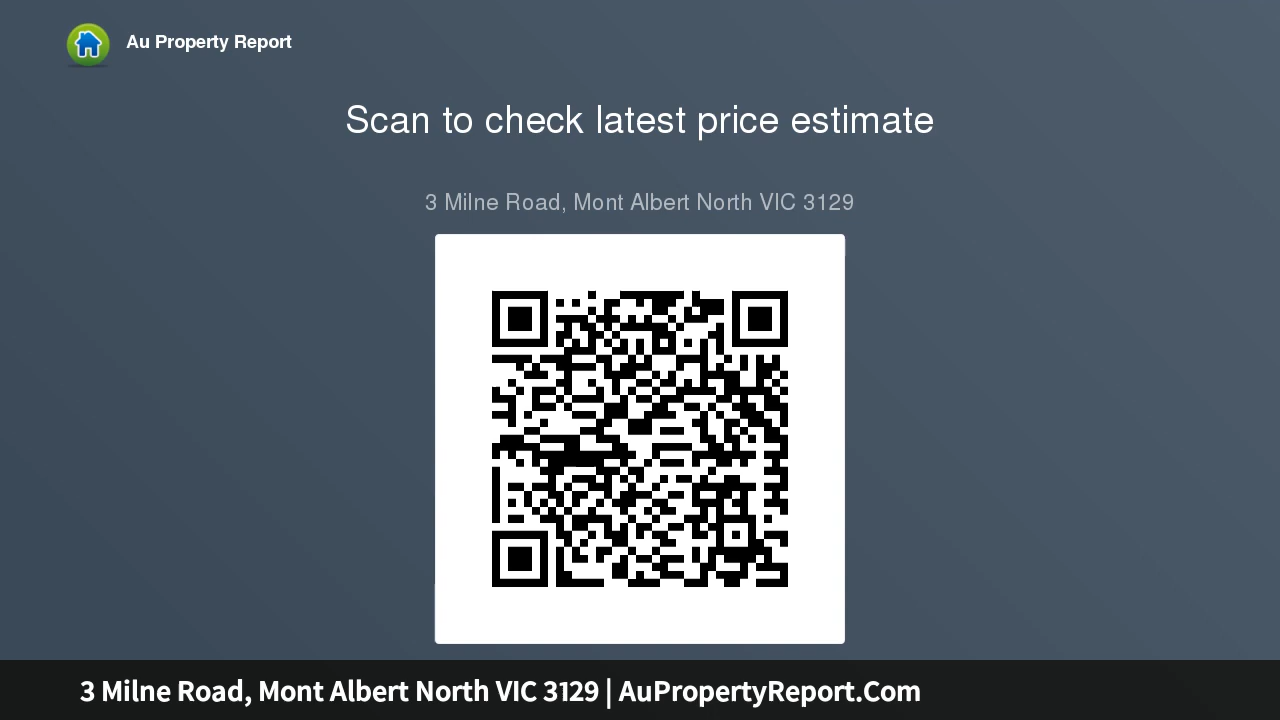 Au Property Report
Scan to check latest price estimate
3 Milne Road, Mont Albert North VIC 3129
3 Milne Road, Mont Albert North VIC 3129 | AuPropertyReport.Com